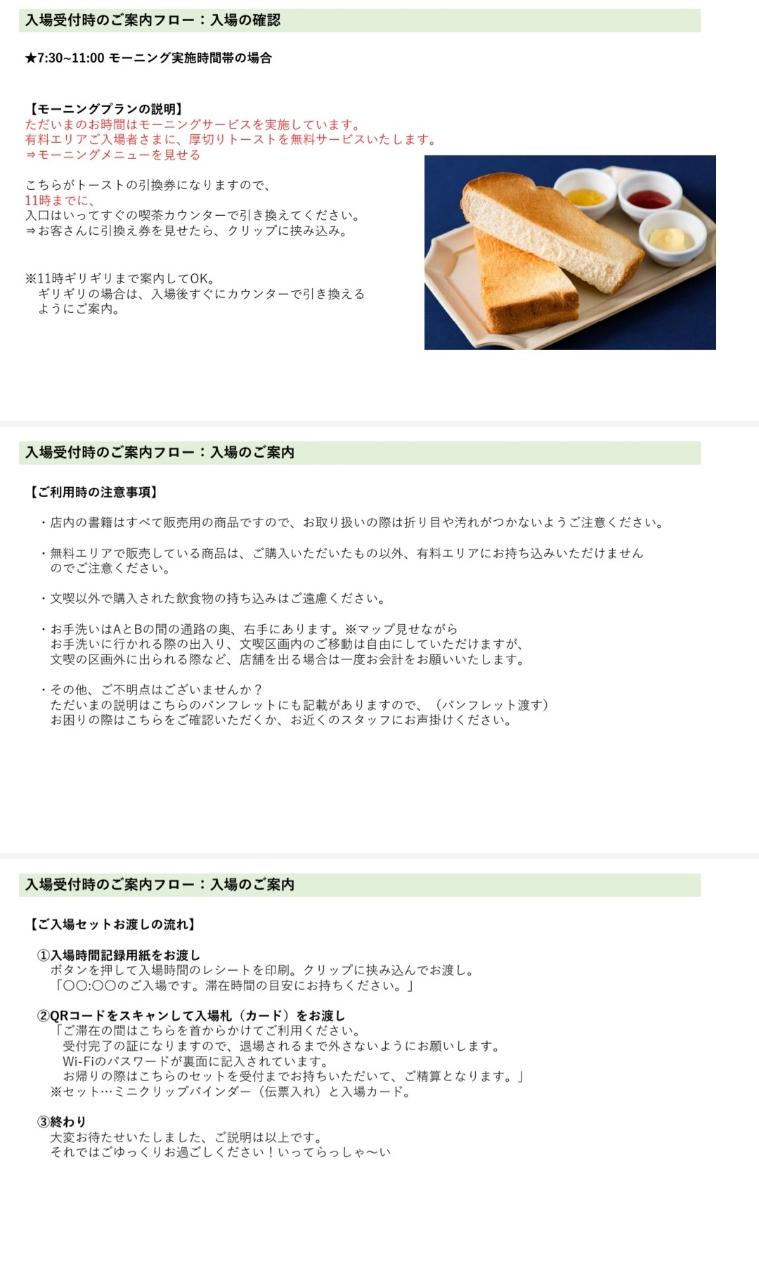 入場受付時のご案内フロー：入場の確認
★7:30~11:00 モーニング実施時間帯の場合
【モーニングプランの説明】
ただいまのお時間はモーニングサービスを実施しています。
有料エリアご入場者さまに、厚切りトーストを無料サービスいたします。
⇒モーニングメニューを見せる
こちらがトーストの引換券になりますので、
11時までに、
入口はいってすぐの喫茶カウンターで引き換えてください。
⇒お客さんに引換え券を見せたら、クリップに挟み込み。
※11時ギリギリまで案内してOK。
ギリギリの場合は、入場後すぐにカウンターで引き換える
ようにご案内。
入場受付時のご案内フロー：入場のご案内
【ご利用時の注意事項】
・店内の書籍はすべて販売用の商品ですので、お取り扱いの際は折り目や汚れがつかないようご注意ください。
・無料エリアで販売している商品は、ご購入いただいたもの以外、有料エリアにお持ち込みいただけません
のでご注意ください。
・文喫以外で購入された飲食物の持ち込みはご遠慮ください。
・お手洗いはAとBの間の通路の奥、右手にあります。※マップ見せながら
お手洗いに行かれる際の出入り、文喫区画内のご移動は自由にしていただけますが、
文喫の区画外に出られる際など、店舗を出る場合は一度お会計をお願いいたします。
・その他、ご不明点はございませんか？
ただいまの説明はこちらのパンフレットにも記載がありますので、（パンフレット渡す）
お困りの際はこちらをご確認いただくか、お近くのスタッフにお声掛けください。
入場受付時のご案内フロー：入場のご案内
【ご入場セットお渡しの流れ】
①入場時間記録用紙をお渡し
ボタンを押して入場時間のレシートを印刷。クリップに挟み込んでお渡し。
「〇〇:〇〇のご入場です。滞在時間の目安にお持ちください。」
②QRコードをスキャンして入場札（カード）をお渡し
「ご滞在の間はこちらを首からかけてご利用ください。
受付完了の証になりますので、退場されるまで外さないようにお願いします。
Wi-Fiのパスワードが裏面に記入されています。
お帰りの際はこちらのセットを受付までお持ちいただいて、ご精算となります。」
※セット…ミニクリップバインダー（伝票入れ）と入場カード。
③終わり
大変お待たせいたしました、ご説明は以上です。
それではごゆっくりお過ごしください！いってらっしゃ～い